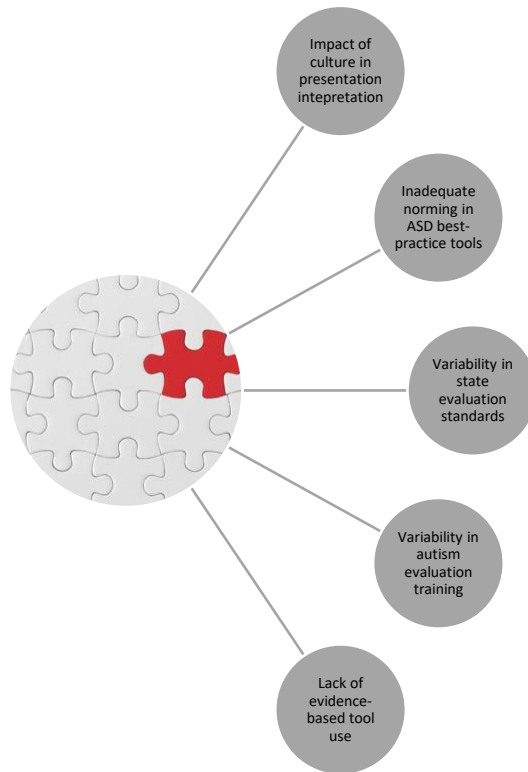 Impact of
culture in
presentation
intepretation
Inadequate
norming in
ASD best-
practice tools
Variability in
state
evaluation
standards
Variability in
autism
evaluation
training
Lack of
evidence-
based tool
use